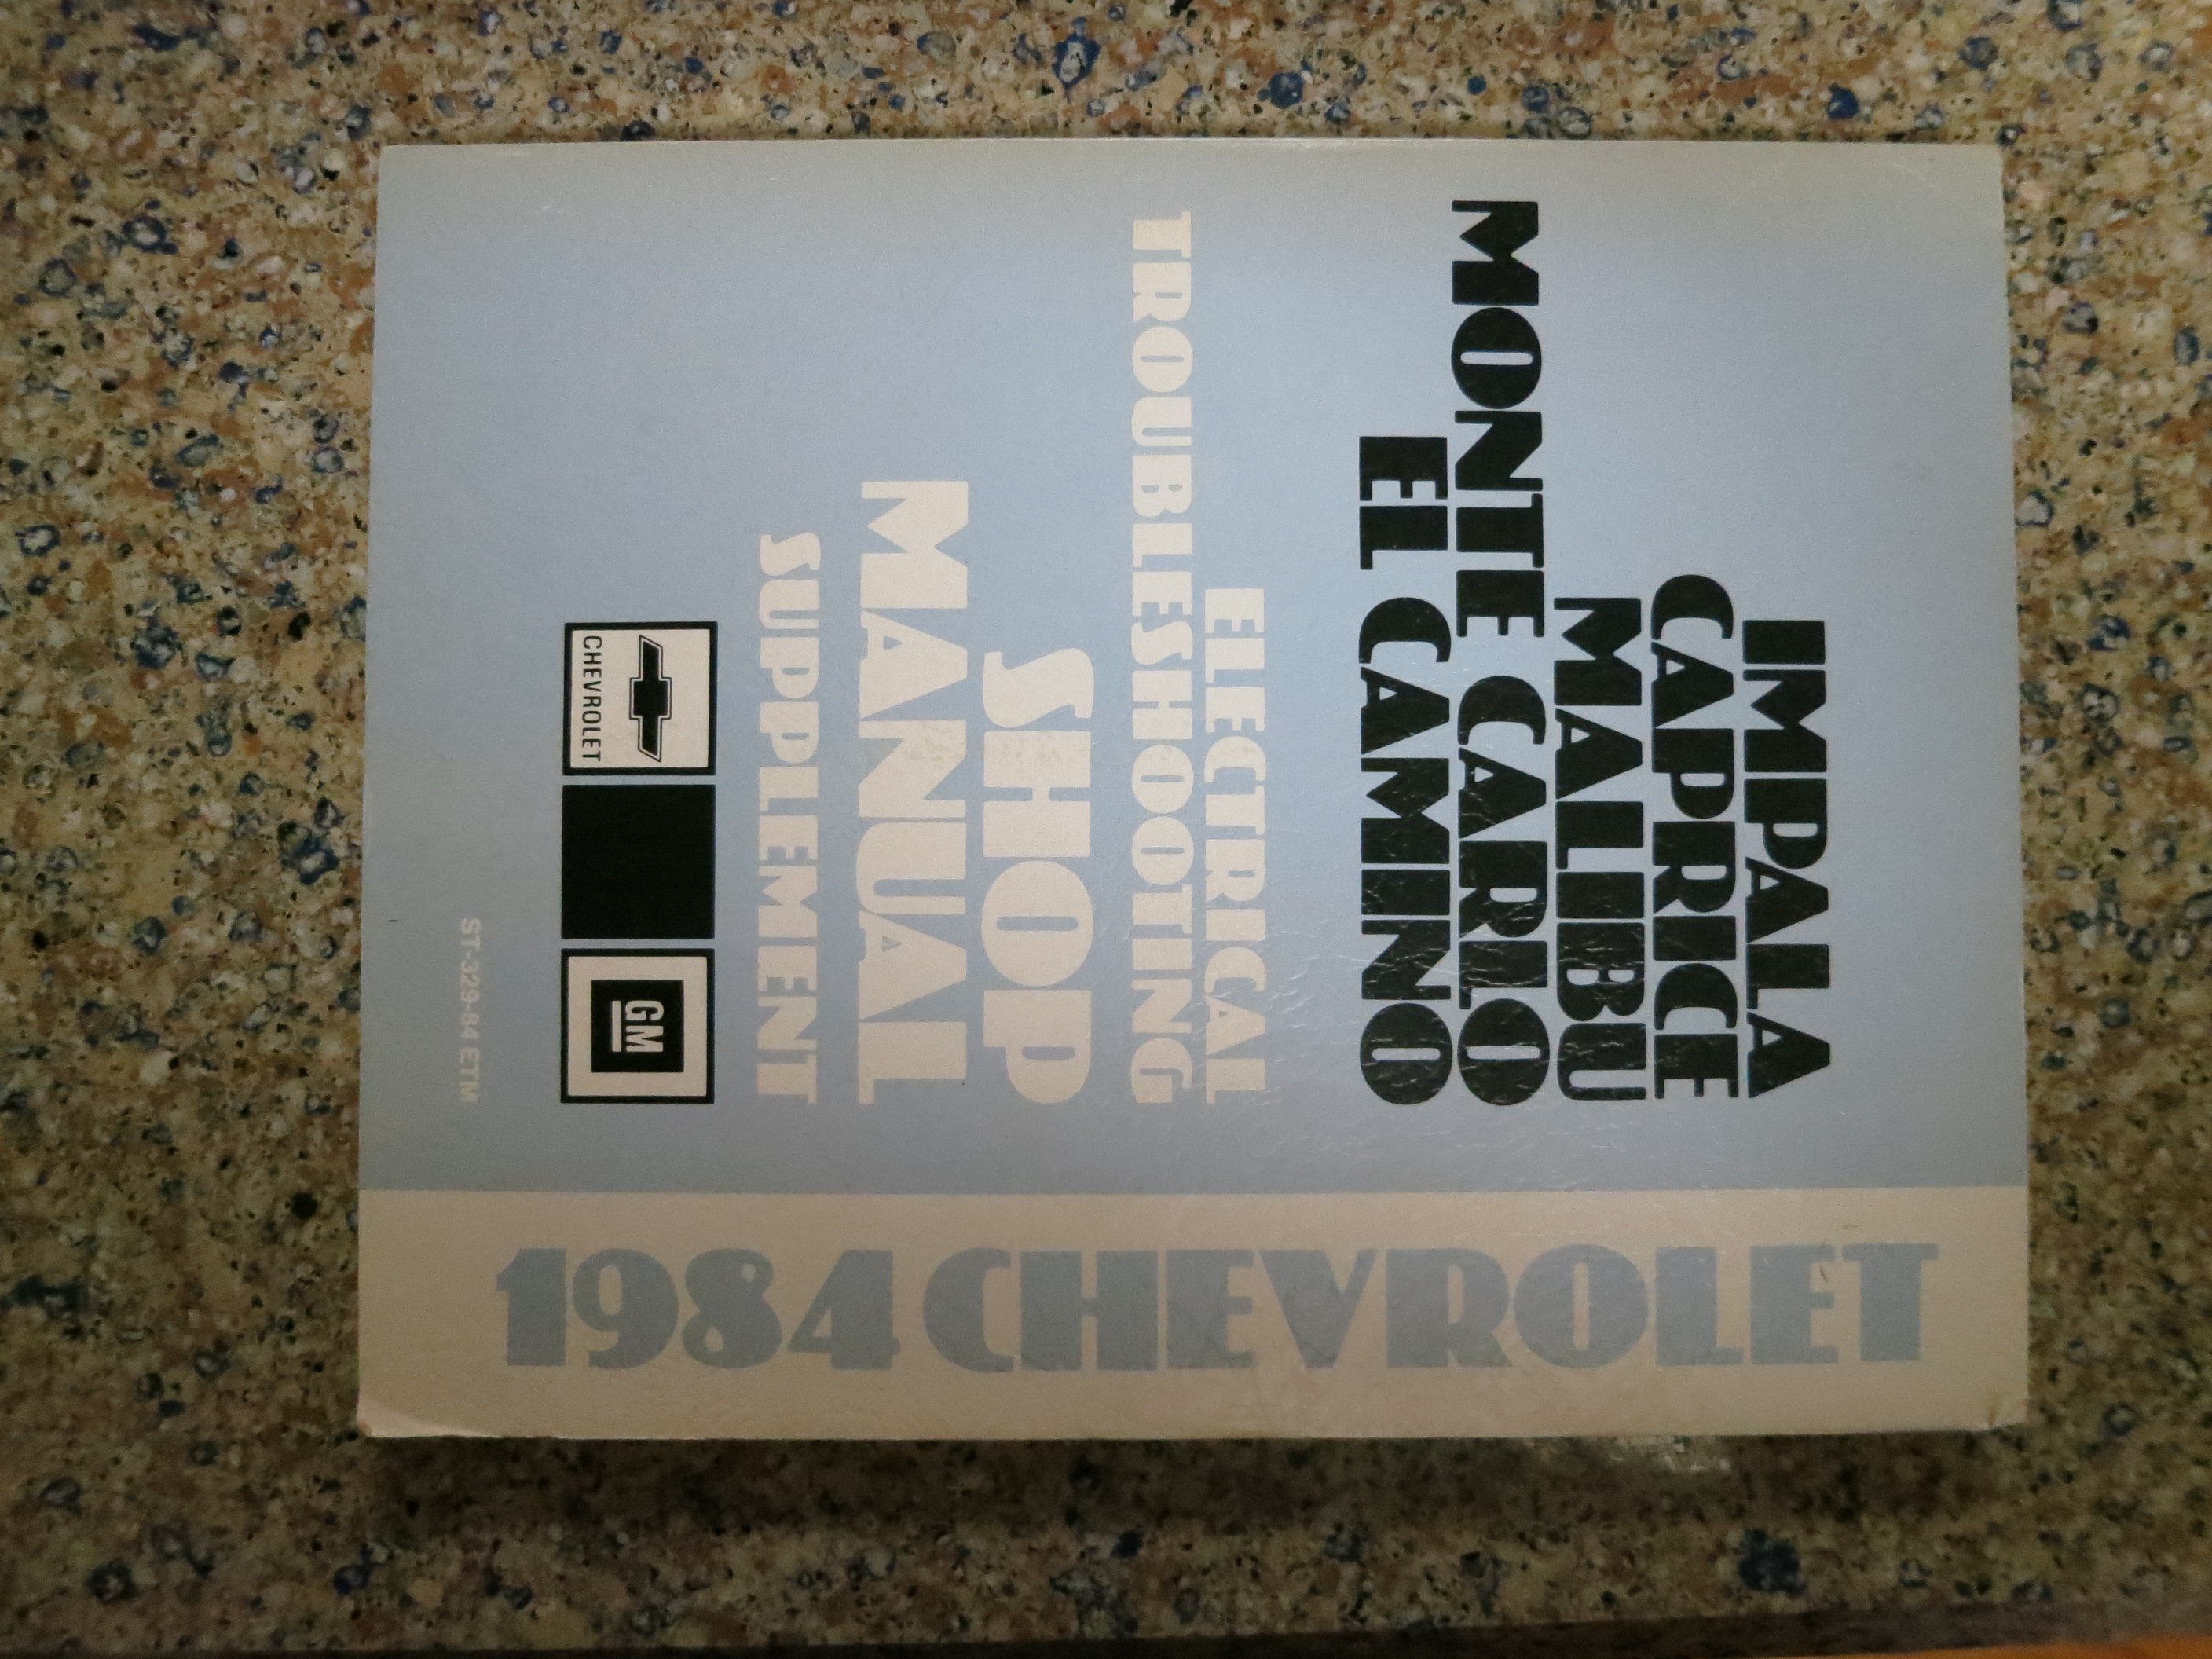 IMPALA
CAPRICE
MALIBU
MONTE CARLO
EL CAMINO
ELECTRICAL
TROUBLESHOOTING
SHOP
MANUAL
SUPPLEMENT
CHEVROLET
GM
ST-329-84 ETM
1984 CHEVROLET